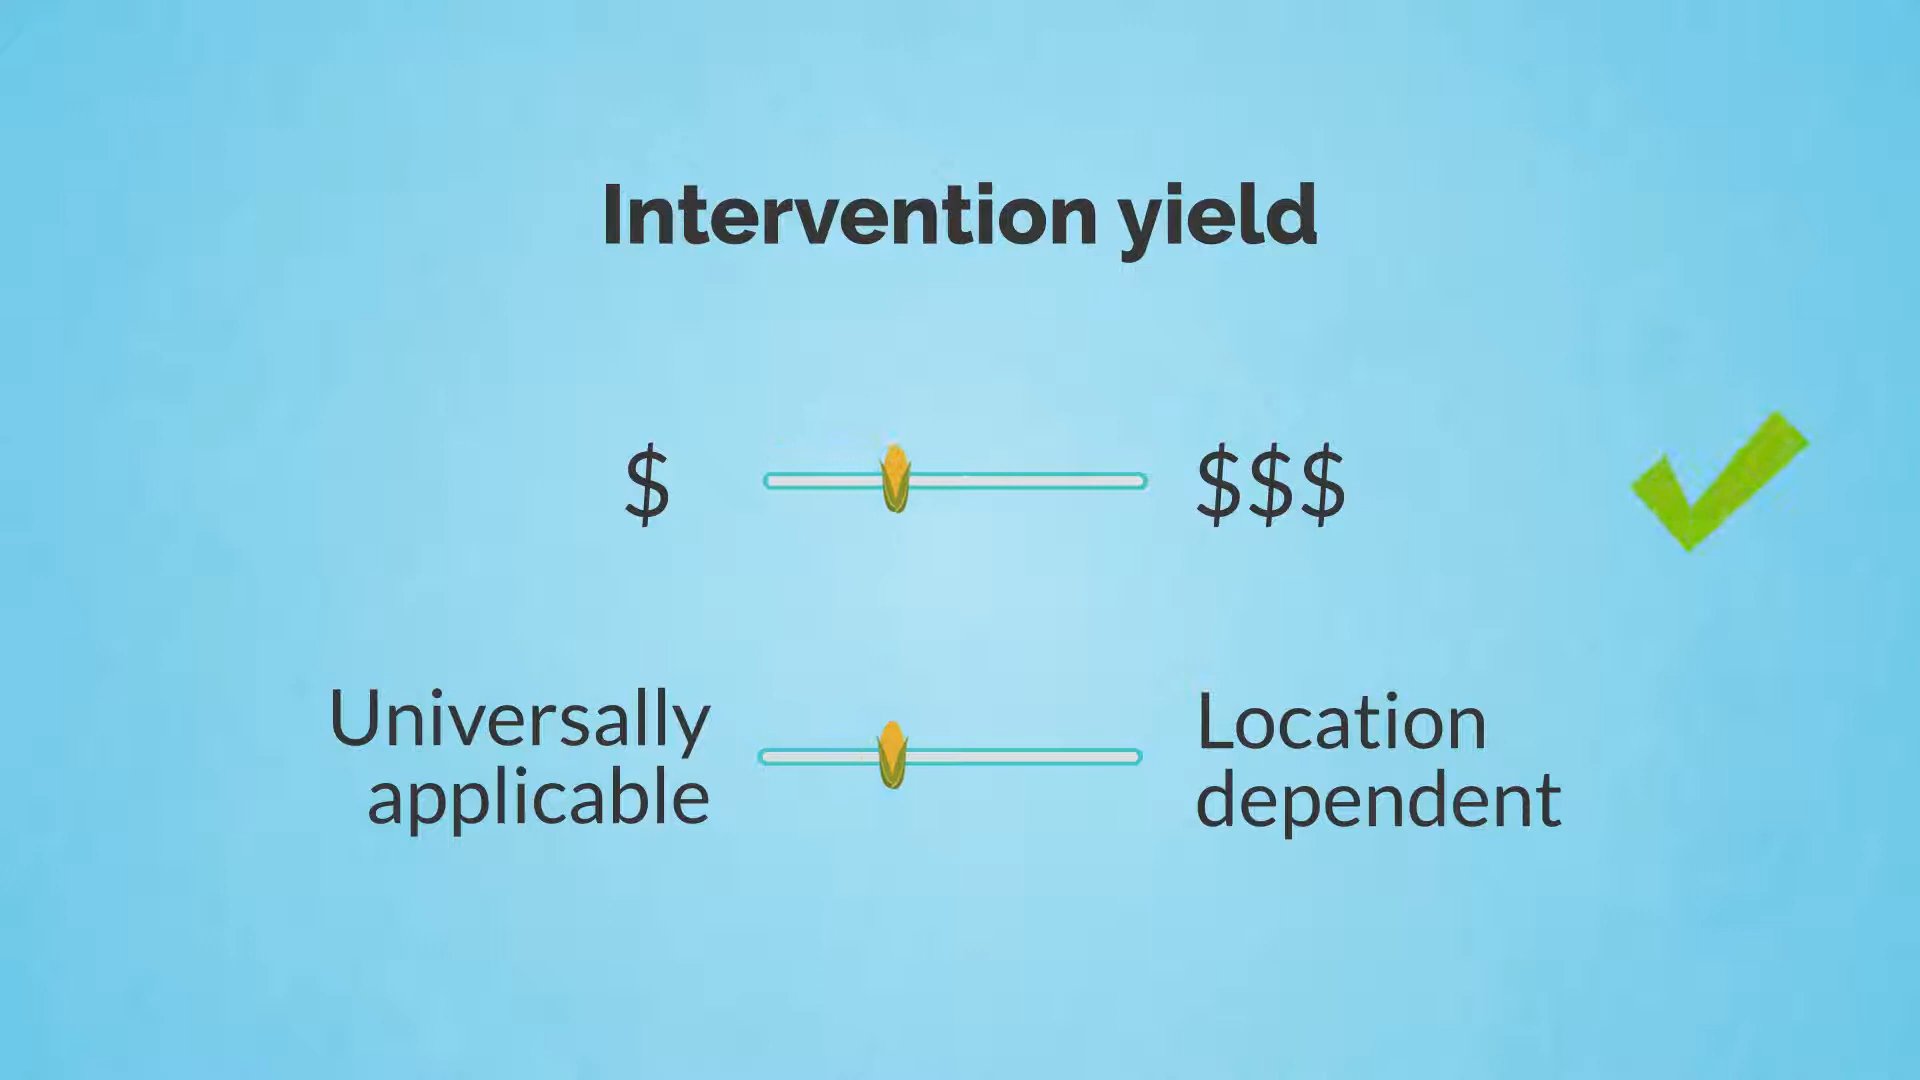 Intervention yield
$ $$$
Universally
applicable
Location
dependent